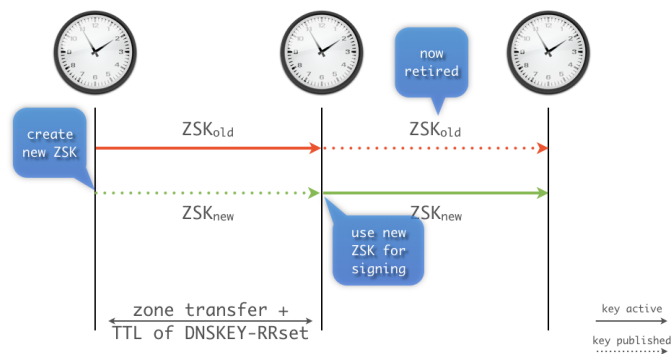 now
retired
ZSKold
ZSKold
create
new ZSK
ZSKnew
ZSKnew
use new
ZSK for
signing
zone transfer +
TTL of DNSKEY-RRset
key active
key published